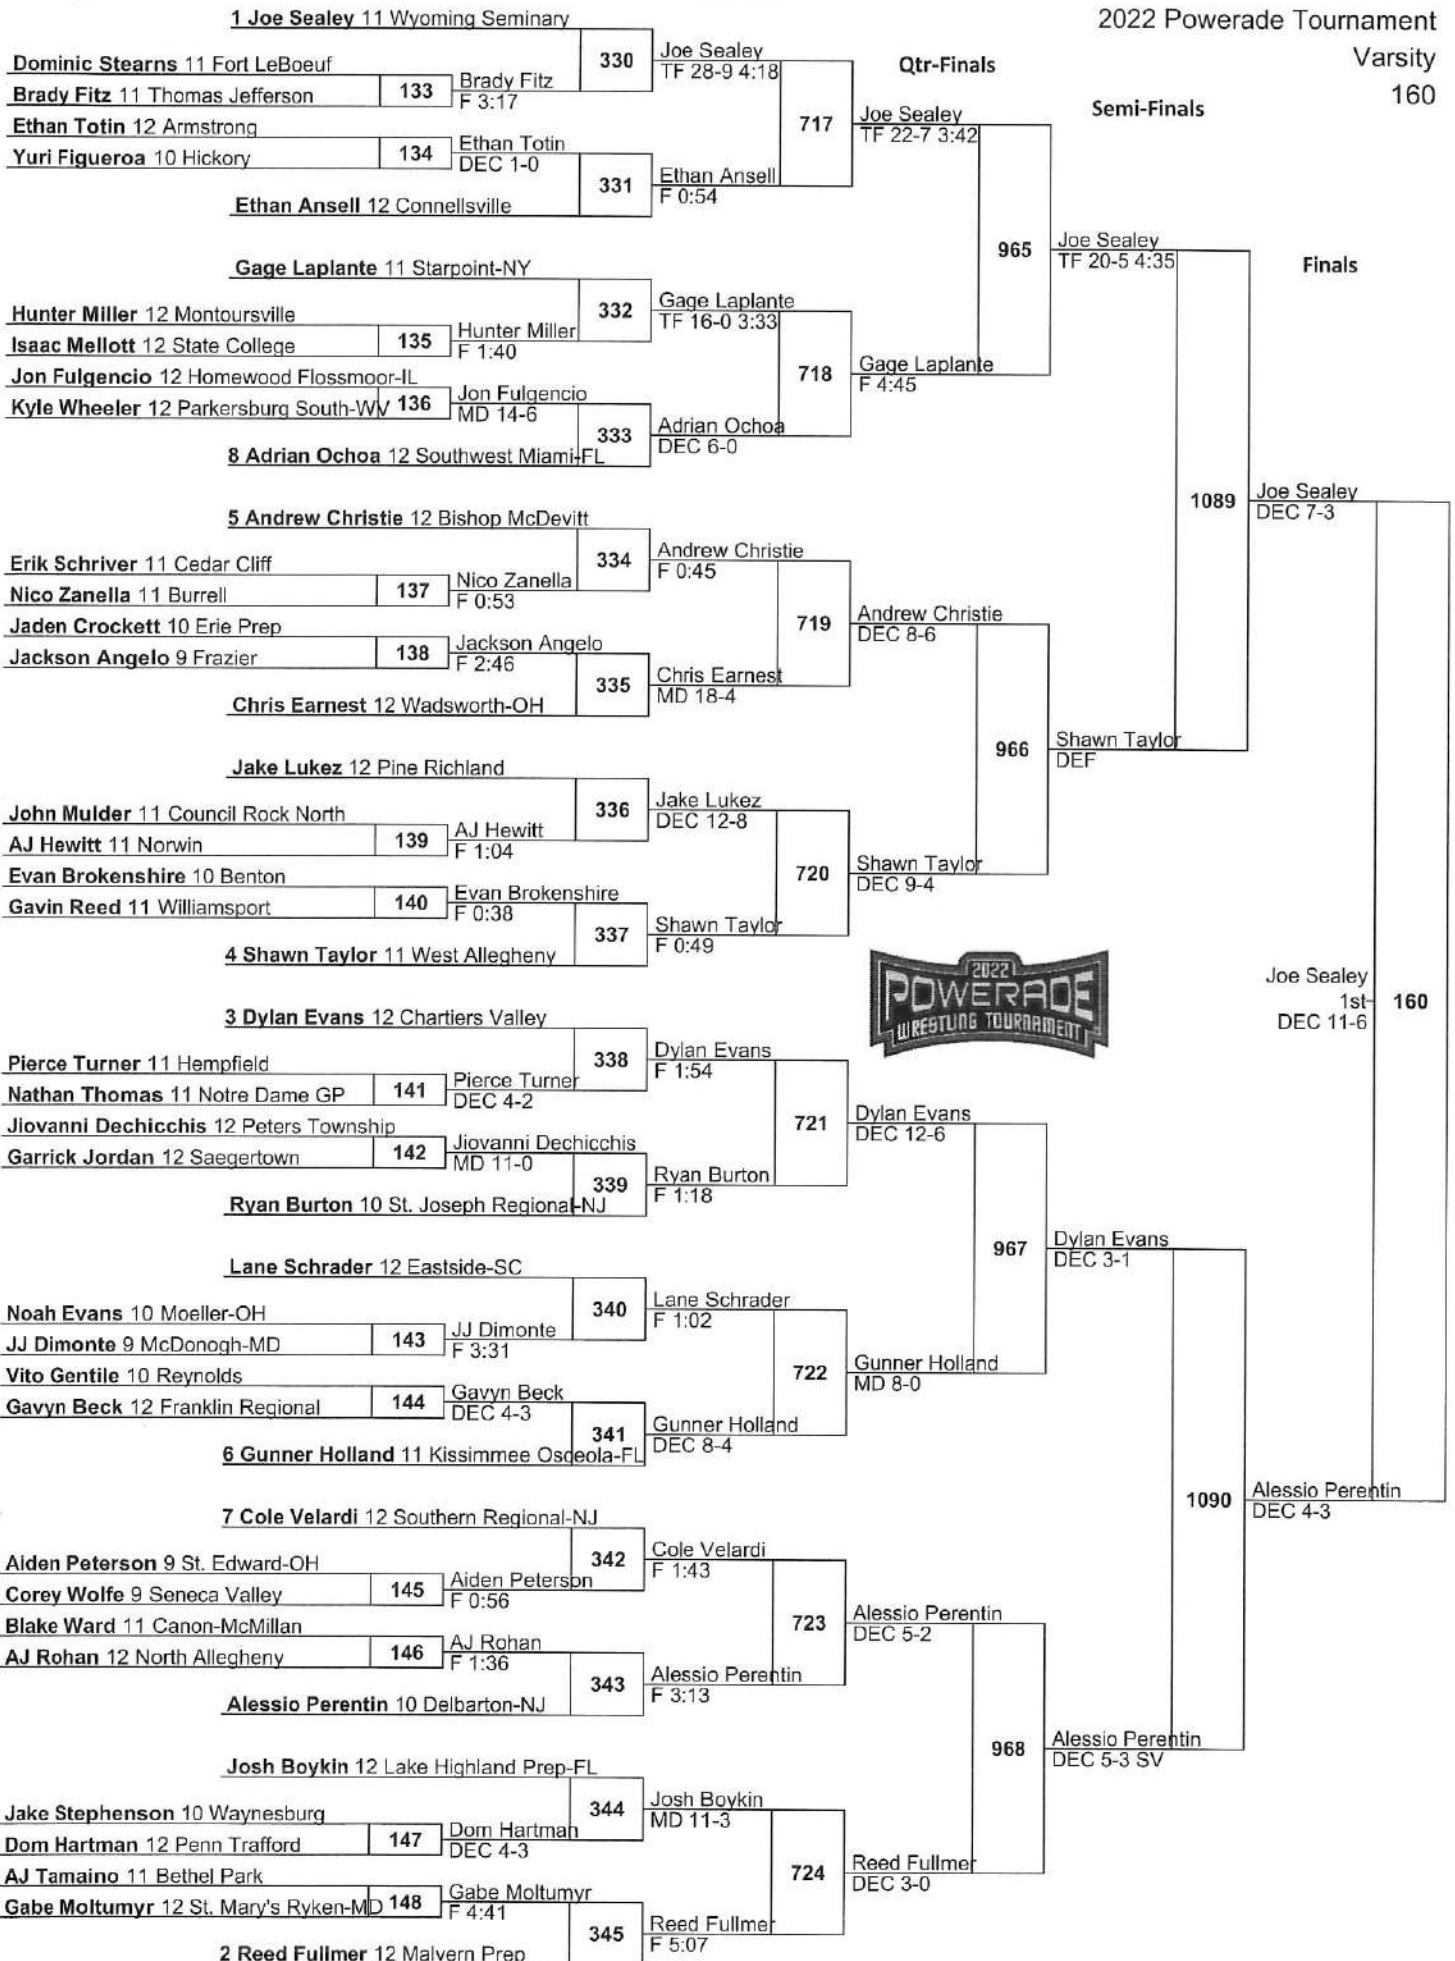 2022 Powerade Tournament
Varsity
160
Qtr-Finals
Semi-Finals
Finals
1 Joe Sealey 11 Wyoming Seminary
330
Joe Sealey
TF 28-9 4:18
Dominic Stearns 11 Fort LeBoeuf
Brady Fitz 11 Thomas Jefferson
133
Brady Fitz
F 3:17
717
Joe Sealey
TF 22-7 3:42
Ethan Totin 12 Armstrong
Yuri Figueroa 10 Hickory
134
Ethan Totin
DEC 1-0
331
Ethan Ansell
F 0:54
Ethan Ansell 12 Connellsville
965
Joe Sealey
TF 20-5 4:35
Gage Laplante 11 Starpoint-NY
332
Gage Laplante
TF 16-0 3:33
Hunter Miller 12 Montoursville
Isaac Mellott 12 State College
135
Hunter Miller
F 1:40
718
Gage Laplante
F 4:45
Jon Fulgencio 12 Homewood Flossmoor-IL
Kyle Wheeler 12 Parkersburg South-WV
136
Jon Fulgencio
MD 14-6
333
Adrian Ochoa
DEC 6-0
8 Adrian Ochoa 12 Southwest Miami-FL
1089
Joe Sealey
DEC 7-3
5 Andrew Christie 12 Bishop McDevitt
334
Andrew Christie
F 0:45
Erik Schriver 11 Cedar Cliff
Nico Zanella 11 Burrell
137
Nico Zanella
F 0:53
719
Andrew Christie
DEC 8-6
Jaden Crockett 10 Erie Prep
Jackson Angelo 9 Frazier
138
Jackson Angelo
F 2:46
335
Chris Earnest
MD 18-4
Chris Earnest 12 Wadsworth-OH
966
Shawn Taylor
DEF
Jake Lukez 12 Pine Richland
336
Jake Lukez
DEC 12-8
John Mulder 11 Council Rock North
AJ Hewitt 11 Norwin
139
AJ Hewitt
F 1:04
720
Shawn Taylor
DEC 9-4
Evan Brokenshire 10 Benton
Gavin Reed 11 Williamsport
140
Evan Brokenshire
F 0:38
337
Shawn Taylor
F 0:49
4 Shawn Taylor 11 West Allegheny
2022
POWERADE
WRESTLING TOURNAMENT
Joe Sealey
1st
DEC 11-6
160
3 Dylan Evans 12 Chartiers Valley
338
Dylan Evans
F 1:54
Pierce Turner 11 Hempfield
Nathan Thomas 11 Notre Dame GP
141
Pierce Turner
DEC 4-2
721
Dylan Evans
DEC 12-6
Jiovanni Dechicchis 12 Peters Township
Garrick Jordan 12 Saegertown
142
Jiovanni Dechicchis
MD 11-0
339
Ryan Burton
F 1:18
Ryan Burton 10 St. Joseph Regional-NJ
967
Dylan Evans
DEC 3-1
Lane Schrader 12 Eastside-SC
340
Lane Schrader
F 1:02
Noah Evans 10 Moeller-OH
JJ Dimonte 9 McDonogh-MD
143
JJ Dimonte
F 3:31
722
Gunner Holland
MD 8-0
Vito Gentile 10 Reynolds
Gavyn Beck 12 Franklin Regional
144
Gavyn Beck
DEC 4-3
341
Gunner Holland
DEC 8-4
6 Gunner Holland 11 Kissimmee Osceola-FL
1090
Alessio Perentin
DEC 4-3
7 Cole Velardi 12 Southern Regional-NJ
342
Cole Velardi
F 1:43
Aiden Peterson 9 St. Edward-OH
Corey Wolfe 9 Seneca Valley
145
Aiden Peterson
F 0:56
723
Alessio Perentin
DEC 5-2
Blake Ward 11 Canon-McMillan
AJ Rohan 12 North Allegheny
146
AJ Rohan
F 1:36
343
Alessio Perentin
F 3:13
Alessio Perentin 10 Delbarton-NJ
968
Alessio Perentin
DEC 5-3 SV
Josh Boykin 12 Lake Highland Prep-FL
344
Josh Boykin
MD 11-3
Jake Stephenson 10 Waynesburg
Dom Hartman 12 Penn Trafford
147
Dom Hartman
DEC 4-3
724
Reed Fullmer
DEC 3-0
AJ Tamaino 11 Bethel Park
Gabe Moltumyr 12 St. Mary's Ryken-MD
148
Gabe Moltumyr
F 4:41
345
Reed Fullmer
F 5:07
2 Reed Fullmer 12 Malvern Prep